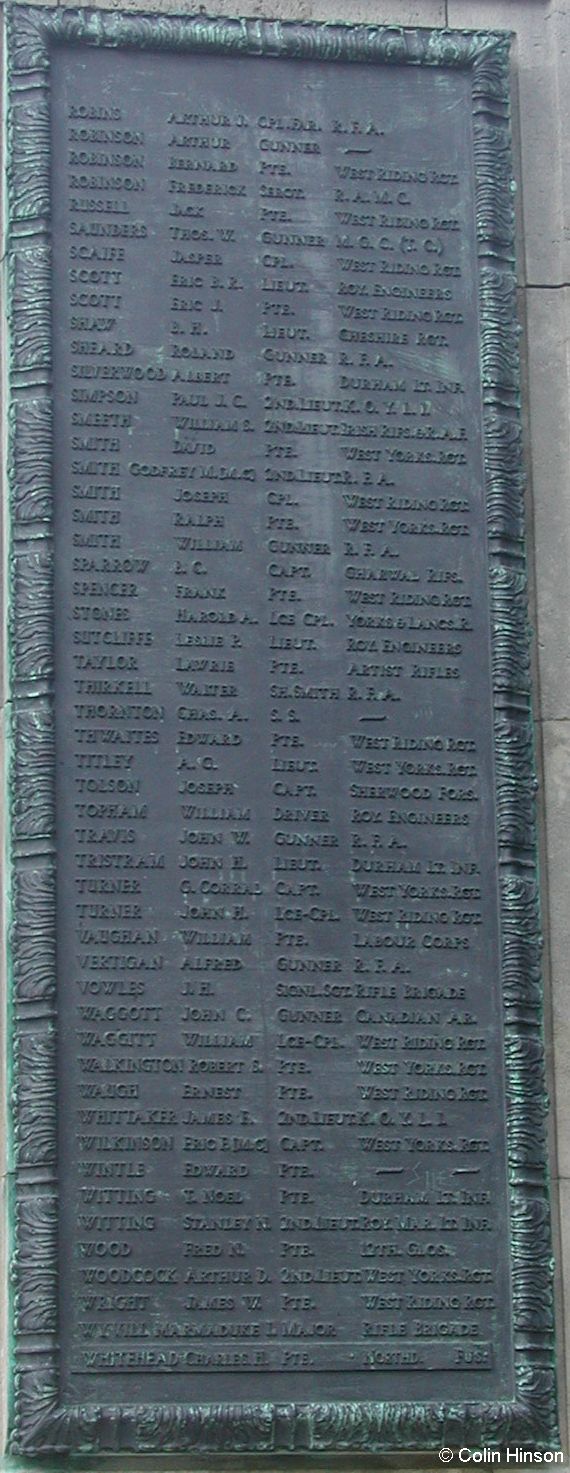 ROBINS ARTHUR J. CPL. FAR. R. F. A.
ROBINSON ARTHUR GUNNER —
ROBINSON BERNARD PTE. WEST RIDING RGT.
ROBINSON FREDERICK SERGT. R. A. M. C.
RUSSELL JACK PTE. WEST RIDING RGT.
SAUNDERS THOS. W. GUNNER M. G. C. (T. C.)
SCAIFE JASPER CPL. WEST RIDING RGT.
SCOTT ERIC B. R. LIEUT. ROY. ENGINEERS
SCOTT ERIC J. PTE. WEST RIDING RGT.
SHAW B. H. LIEUT. CHESHIRE RGT.
SHEARD ROLAND GUNNER R. F. A.
SILVERWOOD ALBERT PTE. DURHAM LT. INF.
SIMPSON PAUL J. C. 2ND. LIEUT. K. O. Y. L. I.
SMEETH WILLIAM S. 2ND. LIEUT. IRISH RIFS. & R. A. F.
SMITH DAVID PTE. WEST YORKS. RGT.
SMITH GODFREY M. [M.C.] 2ND. LIEUT. R. F. A.
SMITH JOSEPH CPL. WEST RIDING RGT.
SMITH RALPH PTE. WEST YORKS. RGT.
SMITH WILLIAM GUNNER R. F. A.
SPARROW B. C. CAPT. GHARWAL RIFS.
SPENCER FRANK PTE. WEST RIDING RGT.
STONES HAROLD A. LCE CPL. YORKS & LANCS. R.
SUTCLIFFE LESLIE P. LIEUT. ROY. ENGINEERS
TAYLOR LAWRIE PTE. ARTIST RIFLES
THIRKELL WALTER SH. SMITH R. F. A.
THORNTON CHAS. A. S. S. —
THWAITES EDWARD PTE. WEST RIDING RGT.
TITLEY A. G. LIEUT. WEST YORKS. RGT.
TOLSON JOSEPH CAPT. SHERWOOD FORS.
TOPHAM WILLIAM DRIVER ROY. ENGINEERS
TRAVIS JOHN W. GUNNER R. F. A.
TRISTRAM JOHN H. LIEUT. DURHAM LT. INF.
TURNER G. CORRAL CAPT. WEST YORKS. RGT.
TURNER JOHN H. LCE-CPL. WEST RIDING RGT.
VAUGHAN WILLIAM PTE. LABOUR CORPS
VERTIGAN ALFRED GUNNER R. F. A.
VOWLES J. H. SIGNL. SGT. RIFLE BRIGADE
WAGGOTT JOHN C. GUNNER CANADIAN AR.
WAGGITT WILLIAM LCE-CPL. WEST RIDING RGT.
WALKINGTON ROBERT S. PTE. WEST YORKS. RGT.
WAUGH ERNEST PTE. WEST RIDING RGT.
WHITTAKER JAMES F. 2ND. LIEUT. K. O. Y. L. I.
WILKINSON ERIC F. [M.C.] CAPT. WEST YORKS. RGT.
WINTLE EDWARD PTE. — —
WITTING T. NOEL PTE. DURHAM LT. INF.
WITTING STANLEY N. 2ND. LIEUT. ROY. MAR. LT. INF.
WOOD FRED N. PTE. 12TH. GLOS.
WOODCOCK ARTHUR D. 2ND. LIEUT. WEST YORKS. RGT.
WRIGHT JAMES W. PTE. WEST RIDING RGT.
WYVILL MARMADUKE I. MAJOR RIFLE BRIGADE
WHITEHEAD CHARLES. H. PTE. NORTHD. FUS.
© Colin Hinson